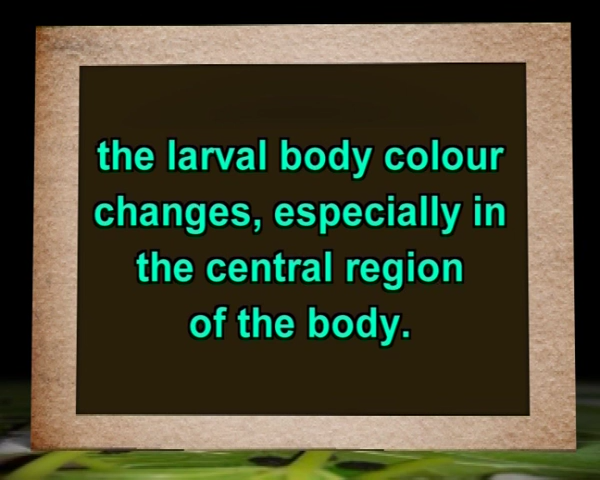 the larval body colour
changes, especially in
the central region
of the body.